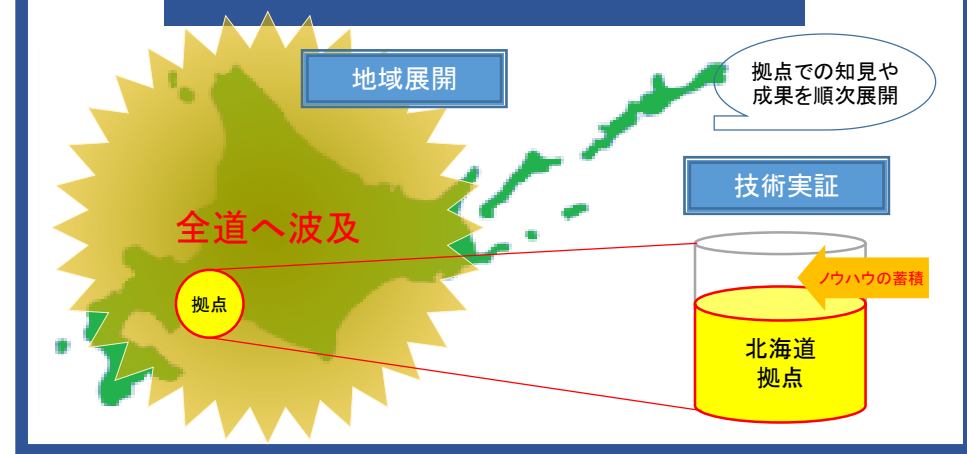 地域展開
拠点での知見や
成果を順次展開
技術実証
全道へ波及
ノウハウの蓄積
拠点
北海道
拠点